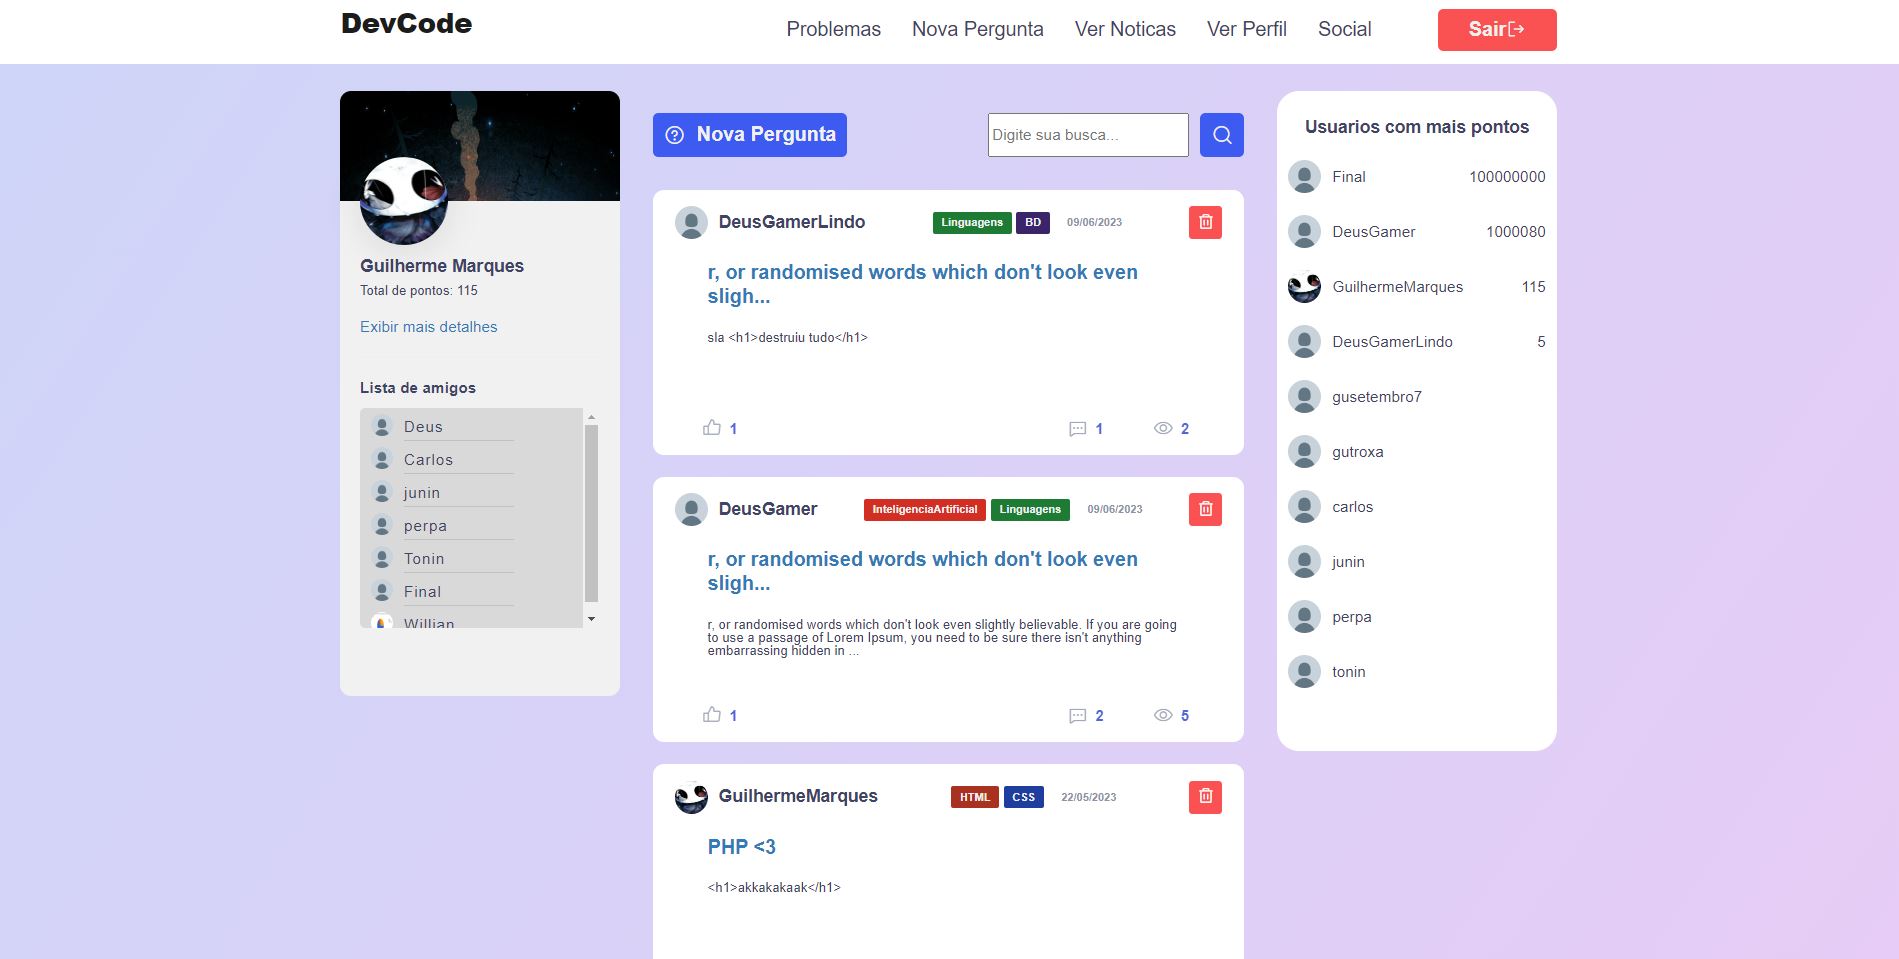 DevCode
Problemas
Nova Pergunta
Ver Noticas
Ver Perfil
Social
Sair
Guilherme Marques
Total de pontos: 115
Exibir mais detalhes
Lista de amigos
Deus
Carlos
junin
perpa
Tonin
Final
Willian
Nova Pergunta
Digite sua busca...
DeusGamerLindo
Linguagens
BD
09/06/2023
r, or randomised words which don't look even
sligh...
sla <h1>destruiu tudo</h1>
1
1
2
DeusGamer
InteligenciaArtificial
Linguagens
09/06/2023
r, or randomised words which don't look even
sligh...
r, or randomised words which don't look even slightly believable. If you are going
to use a passage of Lorem Ipsum, you need to be sure there isn't anything
embarrassing hidden in ...
1
2
5
GuilhermeMarques
HTML
CSS
22/05/2023
PHP <3
<h1>akkakakaak</h1>
Usuarios com mais pontos
Final 100000000
DeusGamer 1000080
GuilhermeMarques 115
DeusGamerLindo 5
gusetembro7
gutroxa
carlos
junin
perpa
tonin